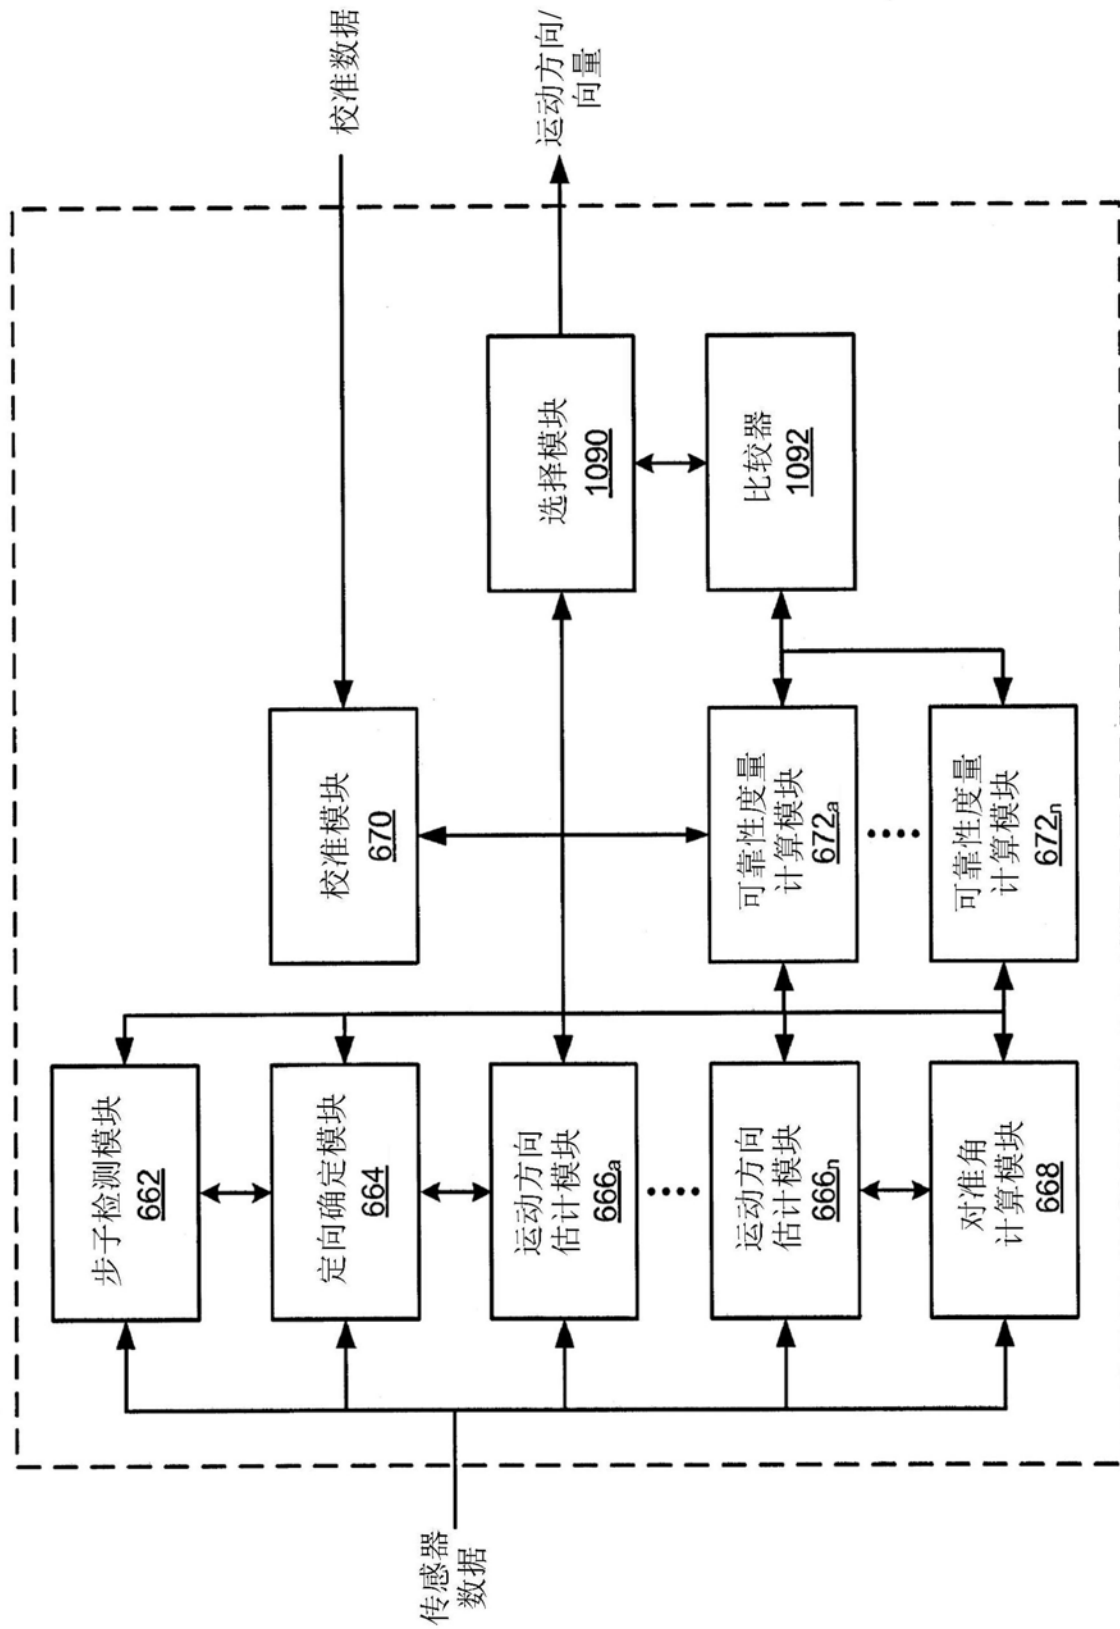 传感器
数据
步子检测模块
662
定向确定模块
664
运动方向
估计模块
666a
运动方向
估计模块
666n
对准角
计算模块
668
校准模块
670
可靠性度量
计算模块
672a
可靠性度量
计算模块
672n
选择模块
1090
比较器
1092
校准数据
运动方向/
向量